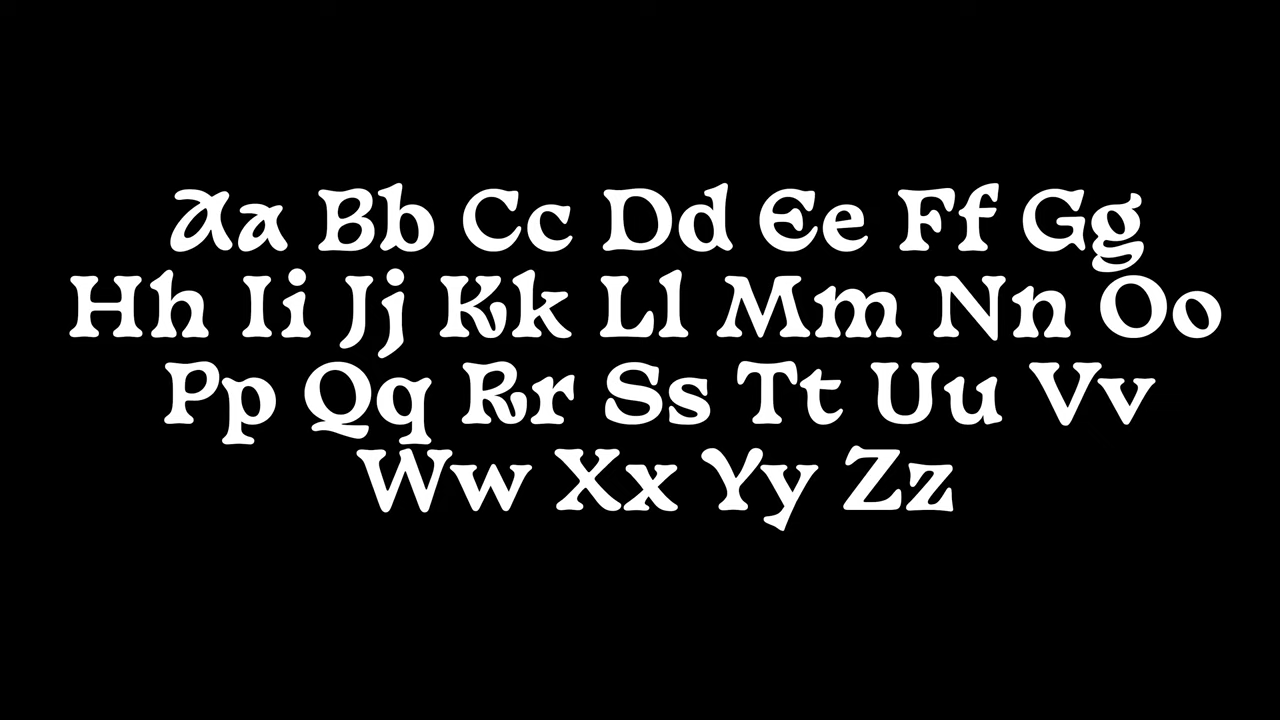 Aa Bb Cc Dd Ee Ff Gg
Hh Ii Jj Kk Ll Mm Nn Oo
Pp Qq Rr Ss Tt Uu Vv
Ww Xx Yy Zz